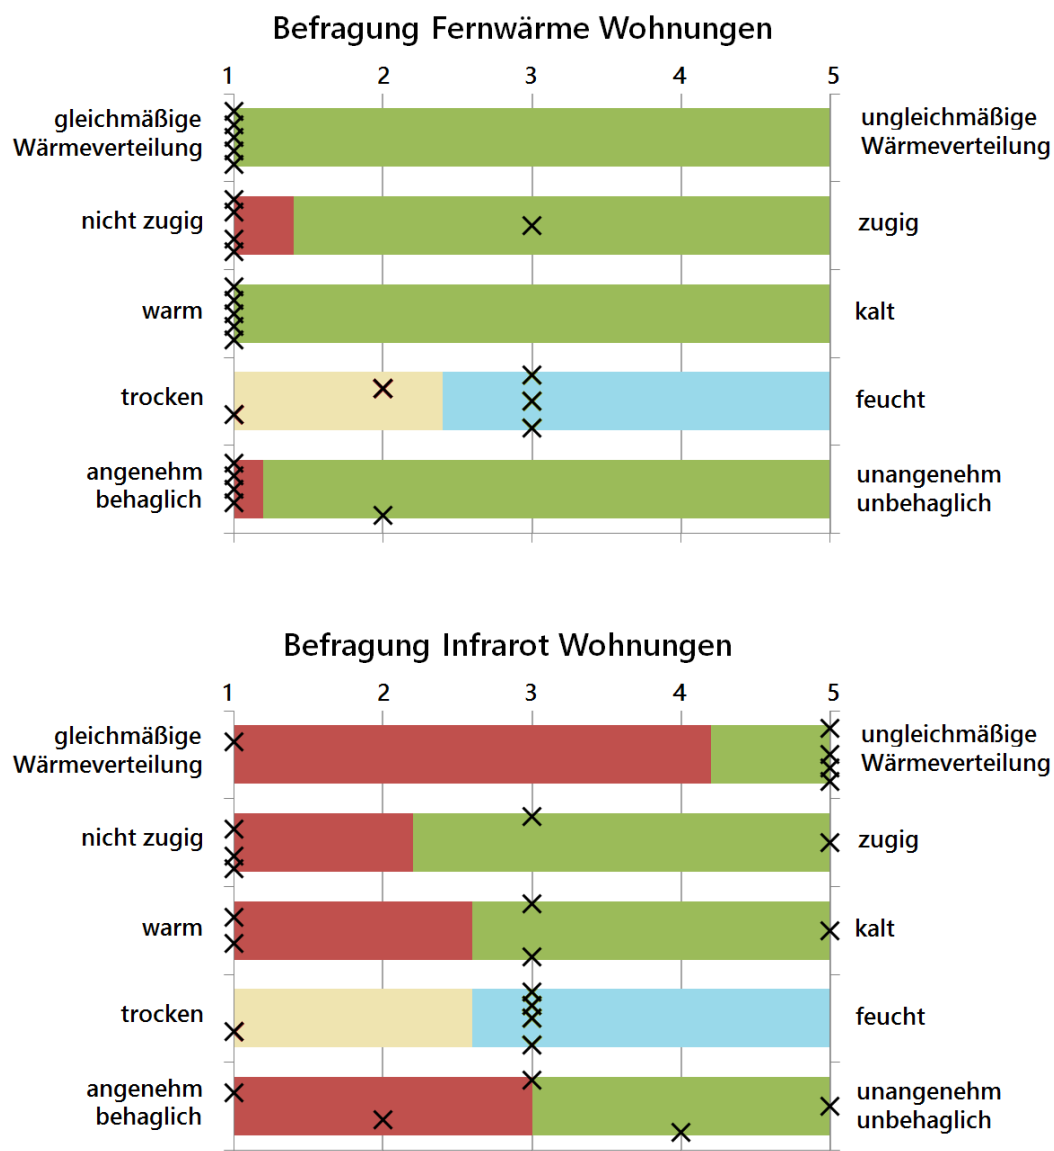 Befragung Fernwärme Wohnungen
1 2 3 4 5
gleichmäßige
Wärmeverteilung
ungleichmäßige
Wärmeverteilung
nicht zugig
zugig
warm
kalt
trocken
feucht
angenehm
behaglich
unangenehm
unbehaglich
Befragung Infrarot Wohnungen
1 2 3 4 5
gleichmäßige
Wärmeverteilung
ungleichmäßige
Wärmeverteilung
nicht zugig
zugig
warm
kalt
trocken
feucht
angenehm
behaglich
unangenehm
unbehaglich